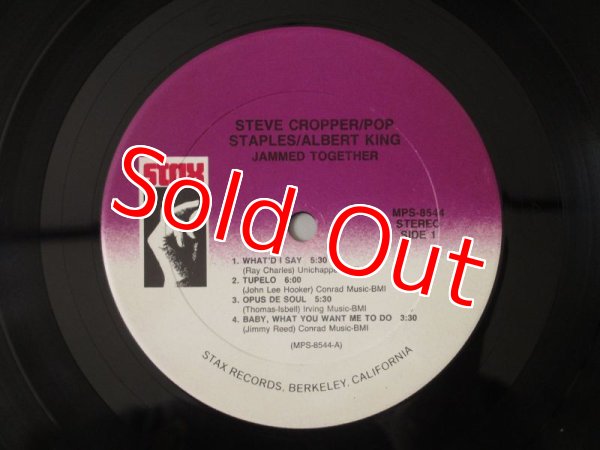 STEVE CROPPER/POP
STAPLES/ALBERT KING
JAMMED TOGETHER
STAX
MPS-8544
STEREO
SIDE 1
Sold Out
1. WHAT'D I SAY 5:30
(Ray Charles)
2. TUPELO 6:00
(John Lee Hooker) Conrad Music-BMI
3. OPUS DE SOUL 5:30
(Thomas-Isbell) Irving Music-BMI
4. BABY, WHAT YOU WANT ME TO DO 3:30
(Jimmy Reed) Conrad Music-BMI
(MPS-8544-A)
STAX RECORDS, BERKELEY, CALIFORNIA